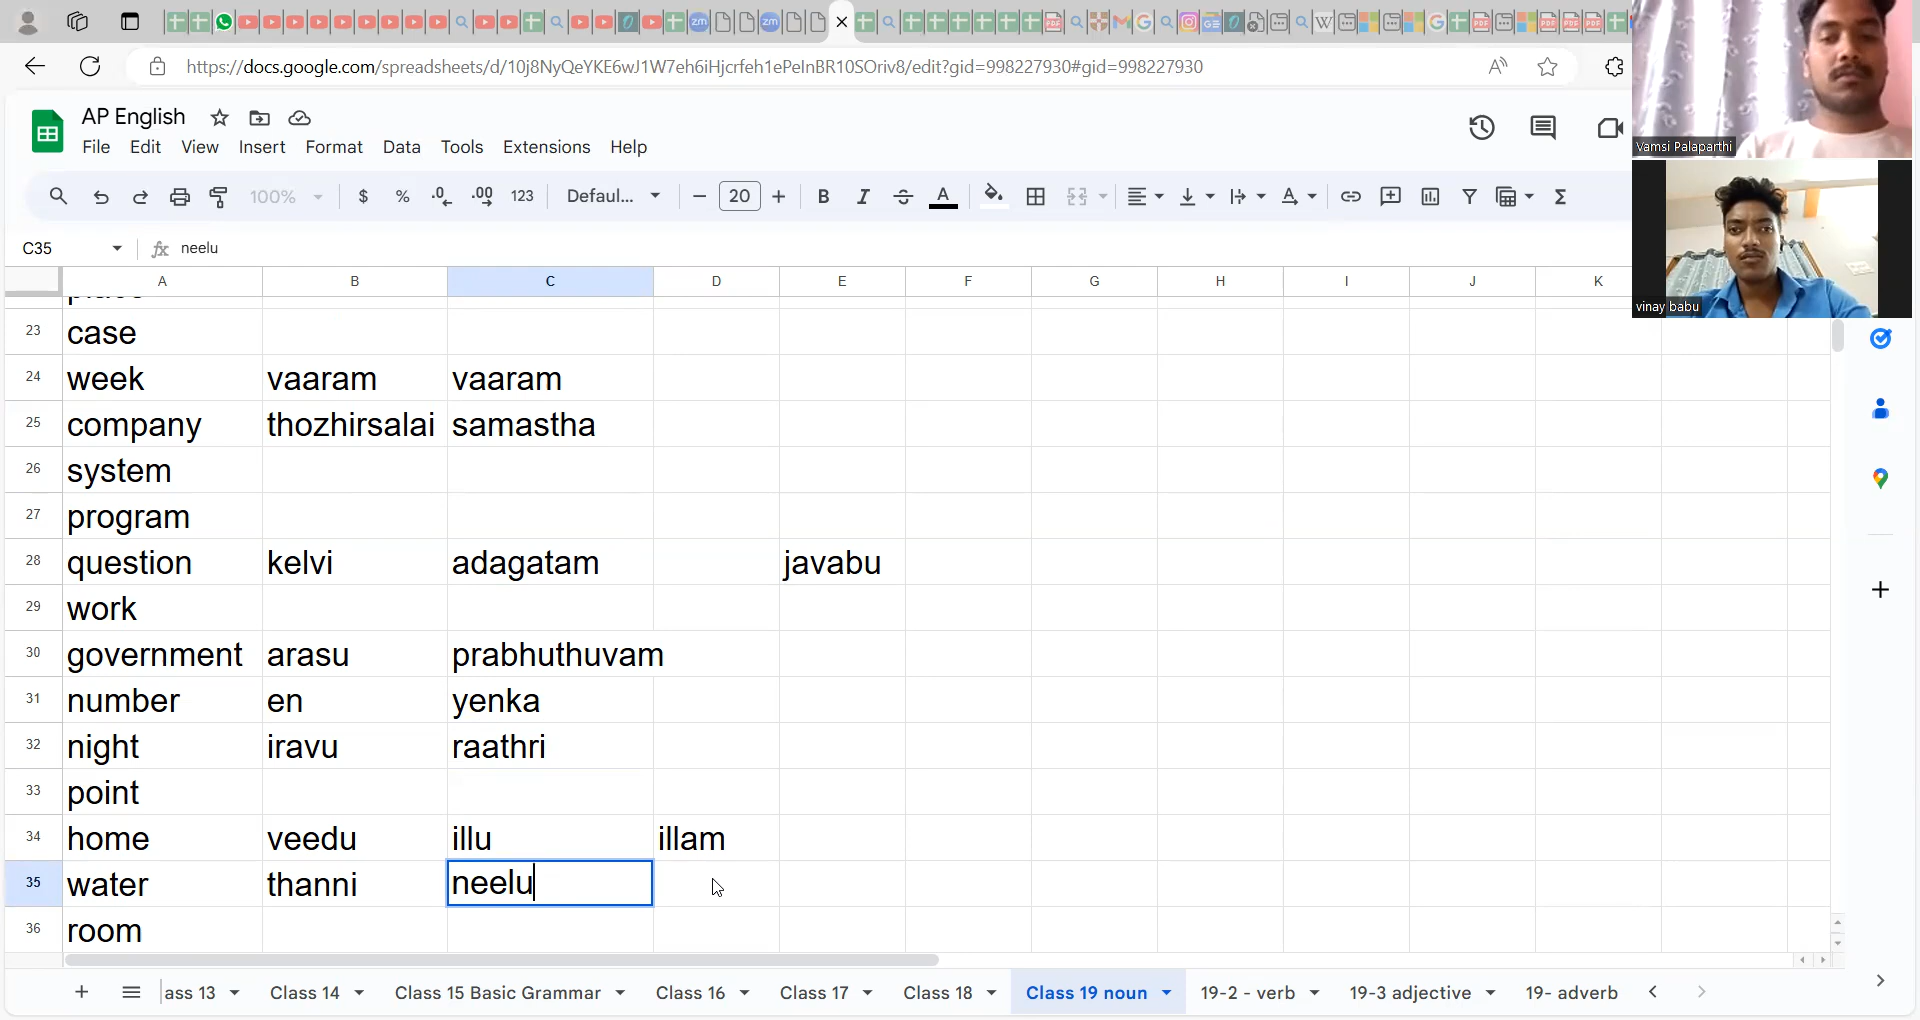 https://docs.google.com/spreadsheets/d/10j8NyQeYKE6wJ1W7eh6iHjcrfeh1ePelnBR10SOriv8/edit?gid=998227930#gid=998227930
AP English
File Edit View Insert Format Data Tools Extensions Help
100% $ % .0 .00 123 Defaul... 20
C35 fx neelu
A B C D E F G H I J K
23 case
24 week vaaram vaaram
25 company thozhirsalai samastha
26 system
27 program
28 question kelvi adagatam javabu
29 work
30 government arasu prabhuthuvam
31 number en yenka
32 night iravu raathri
33 point
34 home veedu illu illam
35 water thanni neelu
36 room
ass 13 Class 14 Class 15 Basic Grammar Class 16 Class 17 Class 18 Class 19 noun 19-2 - verb 19-3 adjective 19- adverb
Vamsi Palaparthi
vinay babu